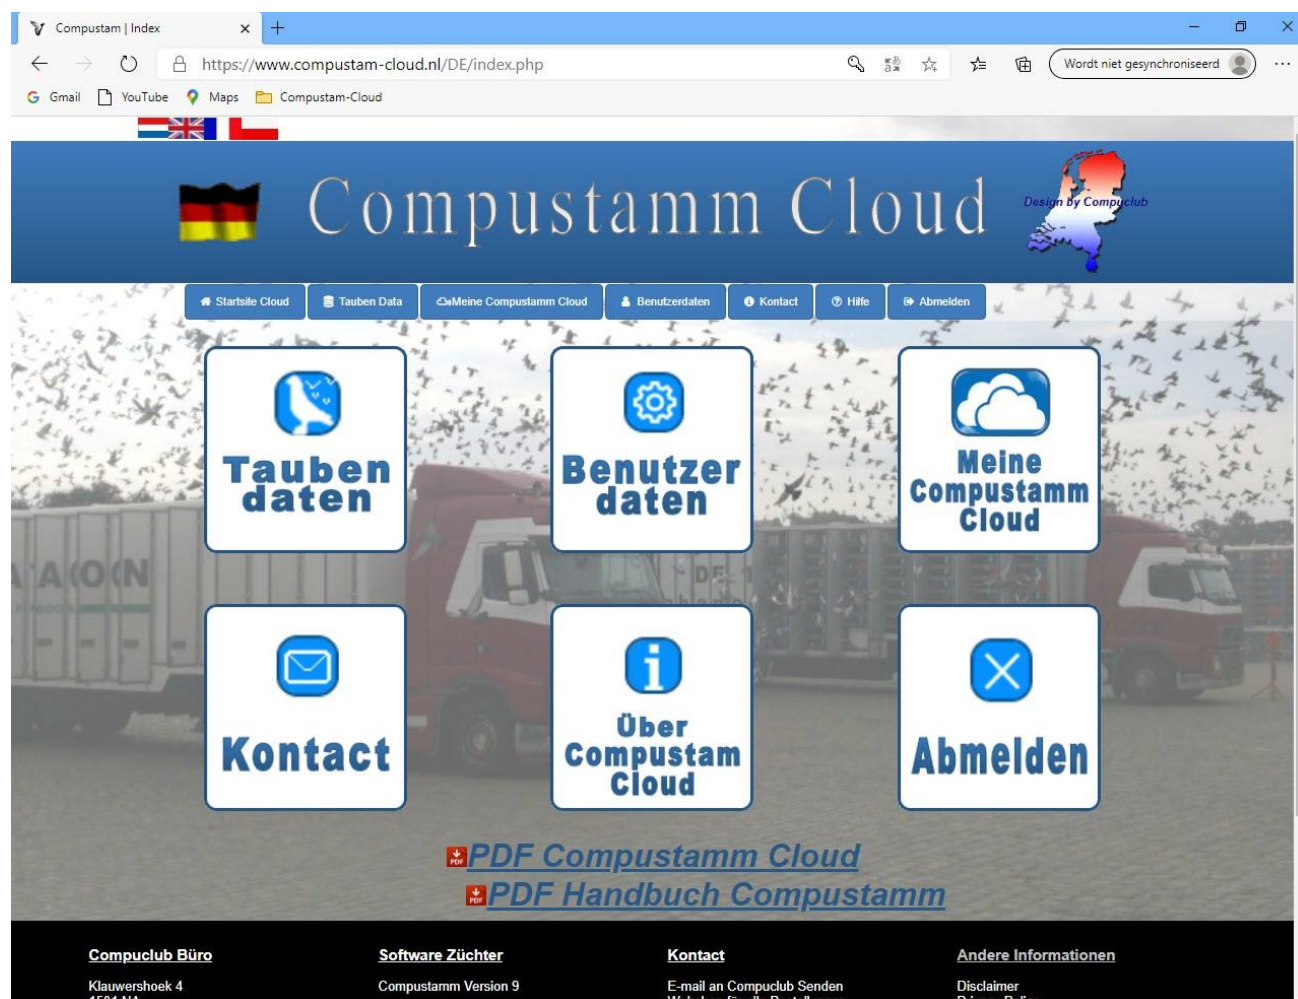 Compustam | Index
https://www.compustam-cloud.nl/DE/index.php
Wordt niet gesynchroniseerd
Gmail YouTube Maps Compustam-Cloud
Compustamm Cloud
Design by Compuclub
Startsite Cloud Tauben Data Meine Compustamm Cloud Benutzerdaten Kontact Hilfe Abmelden
Tauben
daten
Benutzer
daten
Meine
Compustamm
Cloud
Kontact
Über
Compustam
Cloud
Abmelden
PDF Compustamm Cloud
PDF Handbuch Compustamm
Compuclub Büro Software Züchter Kontact Andere Informationen
Klauwershoek 4 Compustamm Version 9 E-mail an Compuclub Senden Disclaimer